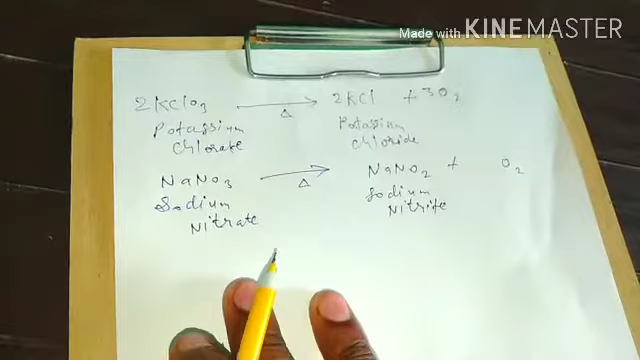 Made with KINEMASTER
2KClO3 → 2KCl + 3O2
Δ
Potassium Chlorate
Potassium Chloride
NaNO3 → NaNO2 + O2
Δ
Sodium Nitrate
Sodium Nitrite